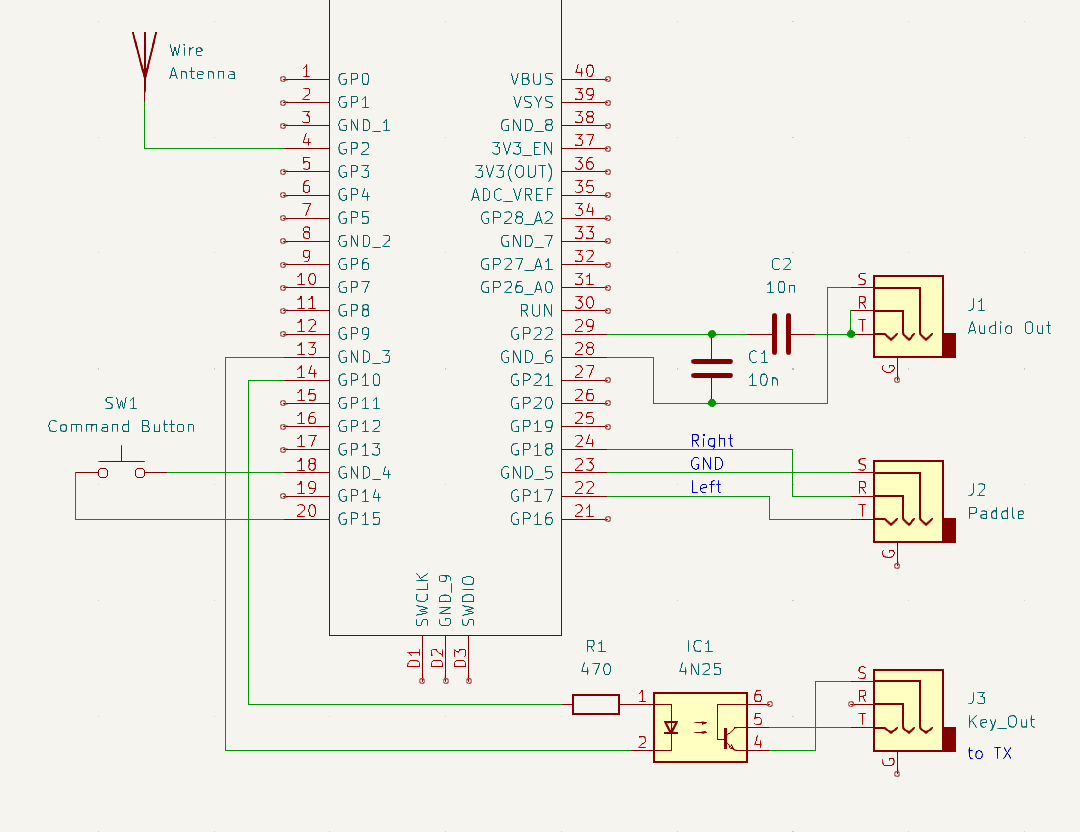 Wire
Antenna
1 GP0
2 GP1
3 GND_1
4 GP2
5 GP3
6 GP4
7 GP5
8 GND_2
9 GP6
10 GP7
11 GP8
12 GP9
13 GND_3
14 GP10
15 GP11
16 GP12
17 GP13
18 GND_4
19 GP14
20 GP15
VBUS 40
VSYS 39
GND_8 38
3V3_EN 37
3V3(OUT) 36
ADC_VREF 35
GP28_A2 34
GND_7 33
GP27_A1 32
GP26_A0 31
RUN 30
GP22 29
GND_6 28
GP21 27
GP20 26
GP19 25
GP18 24
GND_5 23
GP17 22
GP16 21
SWCLK D1
GND_9 D2
SWDIO D3
SW1
Command Button
C2
10n
C1
10n
S
R
T
G
J1
Audio Out
Right
GND
Left
S
R
T
G
J2
Paddle
R1
470
IC1
4N25
1
2
6
5
4
S
R
T
G
J3
Key_Out
to TX